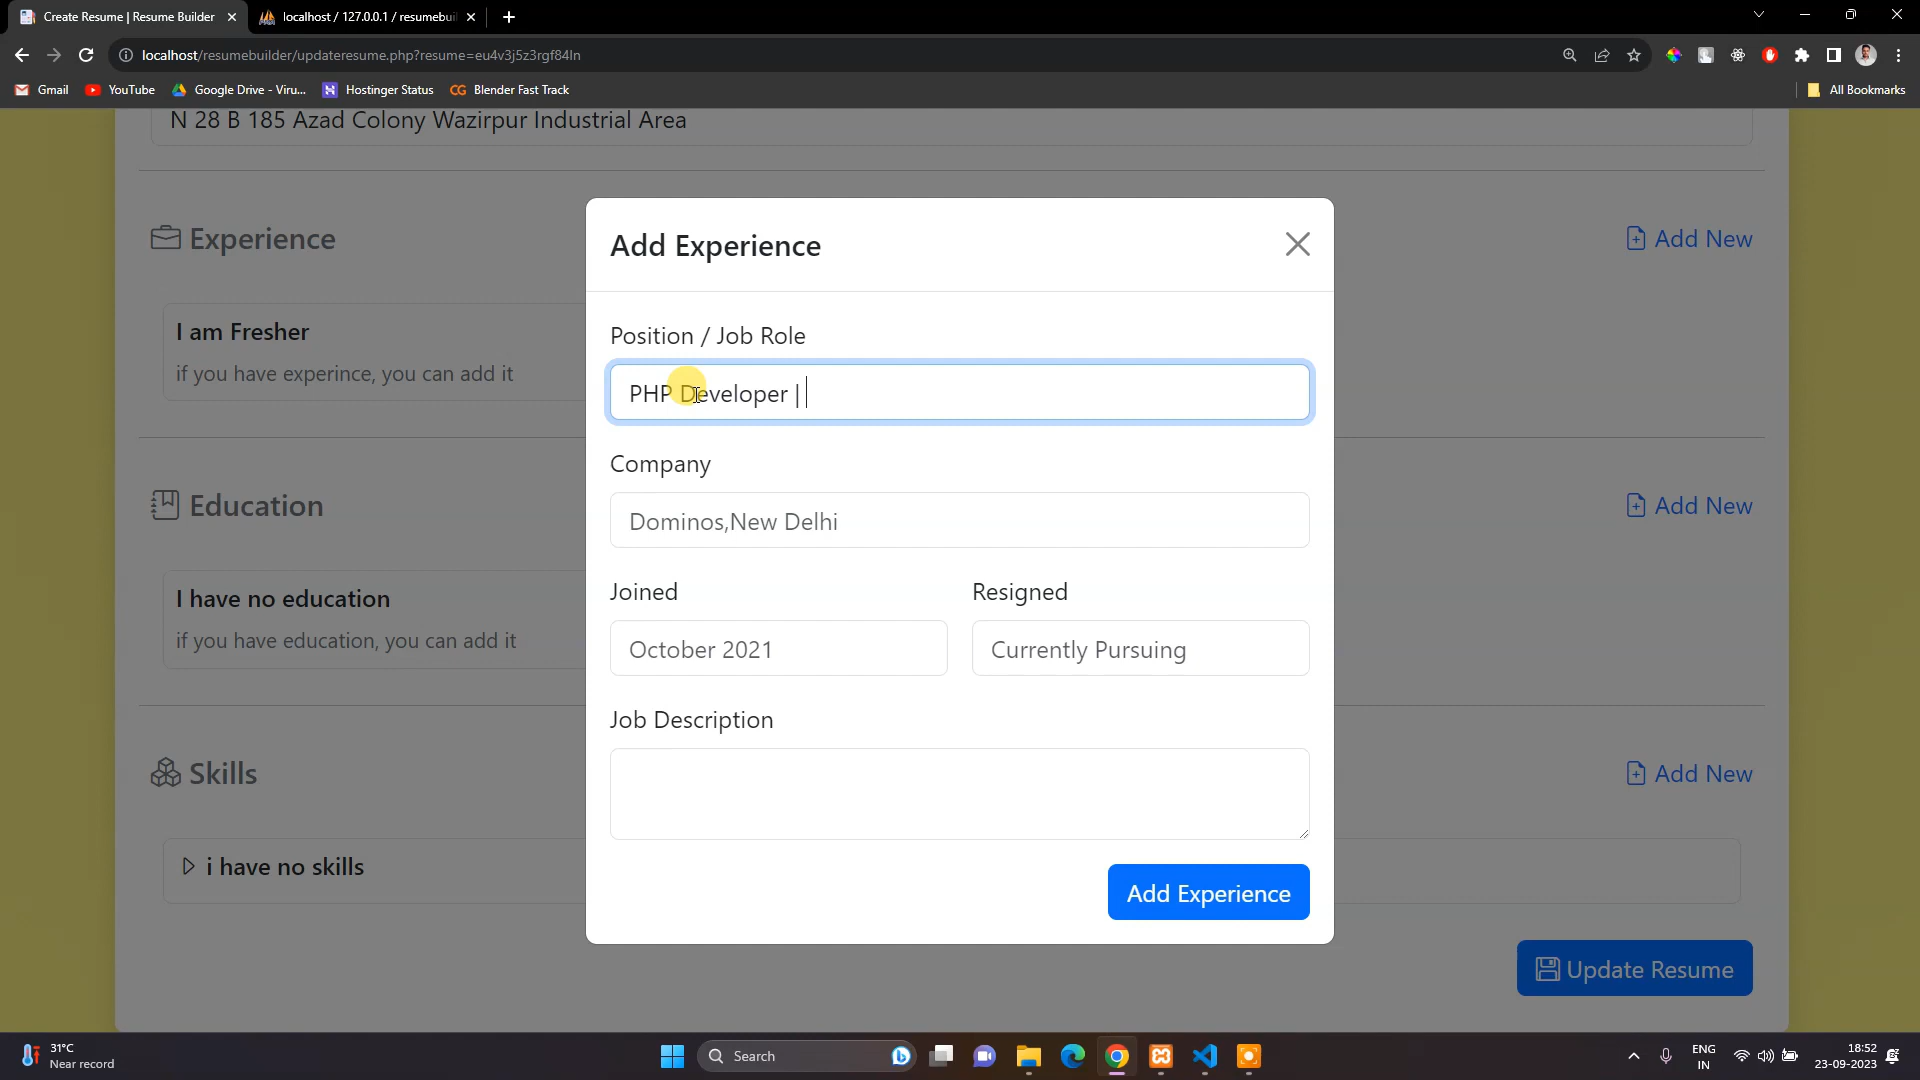 Create Resume | Resume Builder
localhost / 127.0.0.1 / resumebui
localhost/resumebuilder/updateresume.php?resume=eu4v3j5z3rgf84ln
Gmail
YouTube
Google Drive - Viru...
Hostinger Status
CG Blender Fast Track
All Bookmarks
N 28 B 185 Azad Colony Wazirpur Industrial Area
Experience
Add New
I am Fresher
if you have experince, you can add it
Education
Add New
I have no education
if you have education, you can add it
Skills
Add New
i have no skills
Update Resume
Add Experience
Position / Job Role
PHP Developer |
Company
Dominos,New Delhi
Joined
Resigned
October 2021
Currently Pursuing
Job Description
Add Experience
31°C
Near record
Search
ENG
IN
18:52
23-09-2023